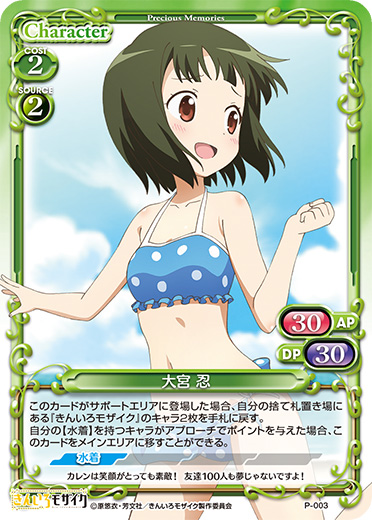 Precious Memories
Character
COST
2
SOURCE
2
30 AP
DP 30
大宮 忍
このカードがサポートエリアに登場した場合、自分の捨て札置き場に
ある『きんいろモザイク』のキャラ2枚を手札に戻す。
自分の【水着】を持つキャラがアプローチでポイントを与えた場合、こ
のカードをメインエリアに移すことができる。
水着
カレンは笑顔がとっても素敵! 友達100人も夢じゃないですよ!
きんいろモザイク
©原悠衣・芳文社/きんいろモザイク製作委員会
P-003